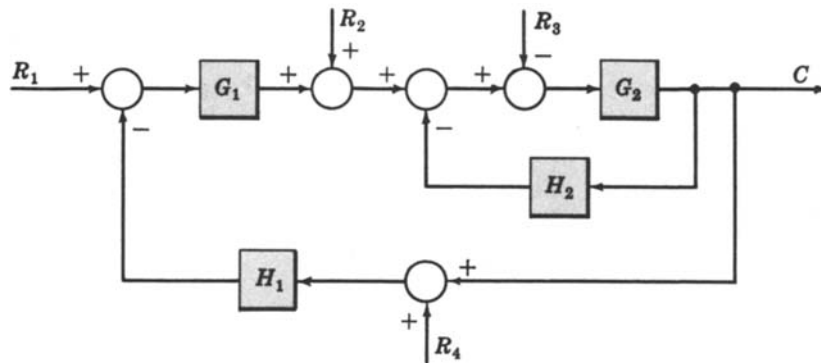 R₂
R₃
R₁ + G₁ + + + + − G₂ C
− −
H₂
H₁ + +
R₄